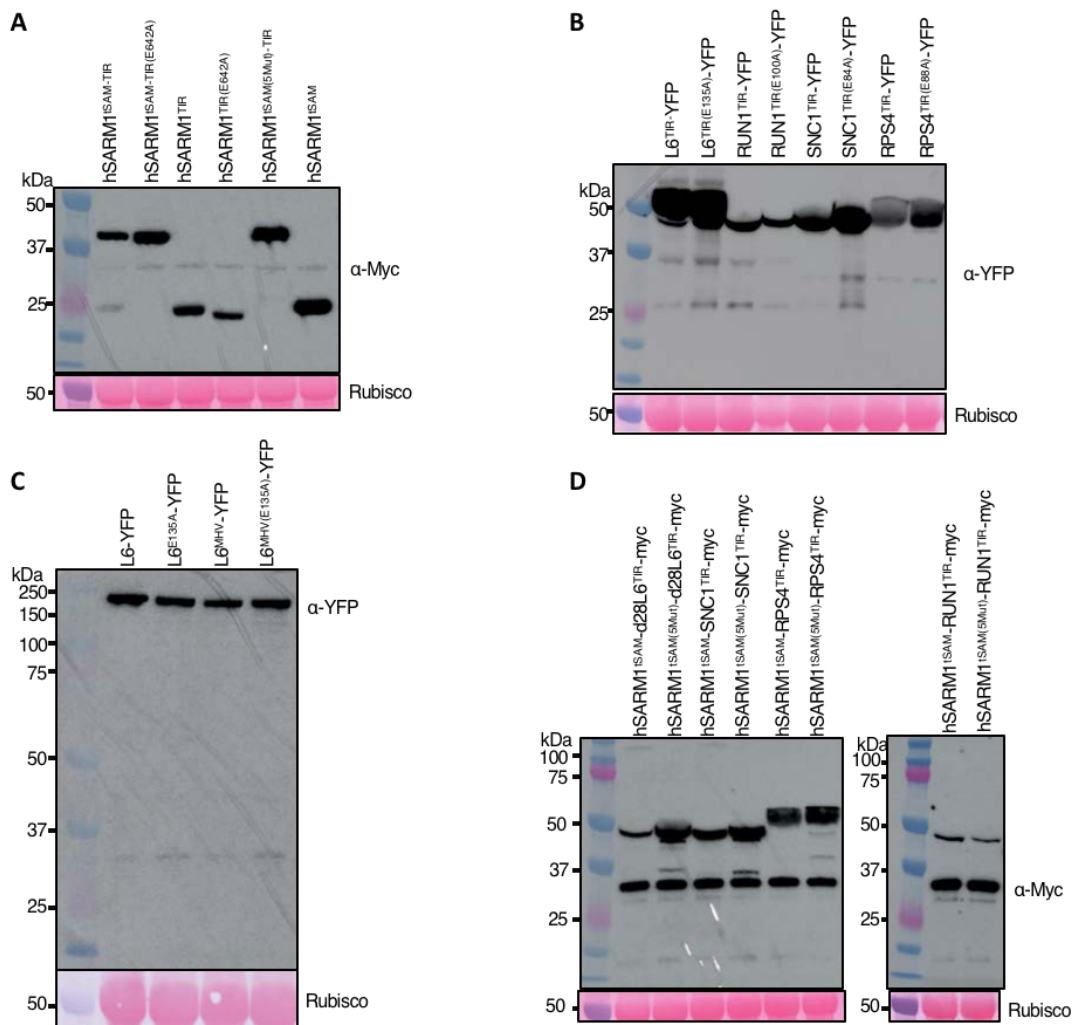 A
hSARM1tSAM-TIR
hSARM1tSAM-TIR(E642A)
hSARM1TIR
hSARM1TIR(E642A)
hSARM1tSAM(5Mut)-TIR
hSARM1tSAM
kDa
50
37
25
α-Myc
50
Rubisco
B
L6TIR-YFP
L6TIR(E135A)-YFP
RUN1TIR-YFP
RUN1TIR(E100A)-YFP
SNC1TIR-YFP
SNC1TIR(E84A)-YFP
RPS4TIR-YFP
RPS4TIR(E88A)-YFP
kDa
50
37
25
α-YFP
50
Rubisco
C
L6-YFP
L6E135A-YFP
L6MHV-YFP
L6MHV(E135A)-YFP
kDa
250
150
100
75
50
37
25
α-YFP
50
Rubisco
D
hSARM1tSAM-d28L6TIR-myc
hSARM1tSAM(5Mut)-d28L6TIR-myc
hSARM1tSAM-SNC1TIR-myc
hSARM1tSAM(5Mut)-SNC1TIR-myc
hSARM1tSAM-RPS4TIR-myc
hSARM1tSAM(5Mut)-RPS4TIR-myc
kDa
100
75
50
37
25
50
hSARM1tSAM-RUN1TIR-myc
hSARM1tSAM(5Mut)-RUN1TIR-myc
kDa
100
75
50
37
25
α-Myc
50
Rubisco